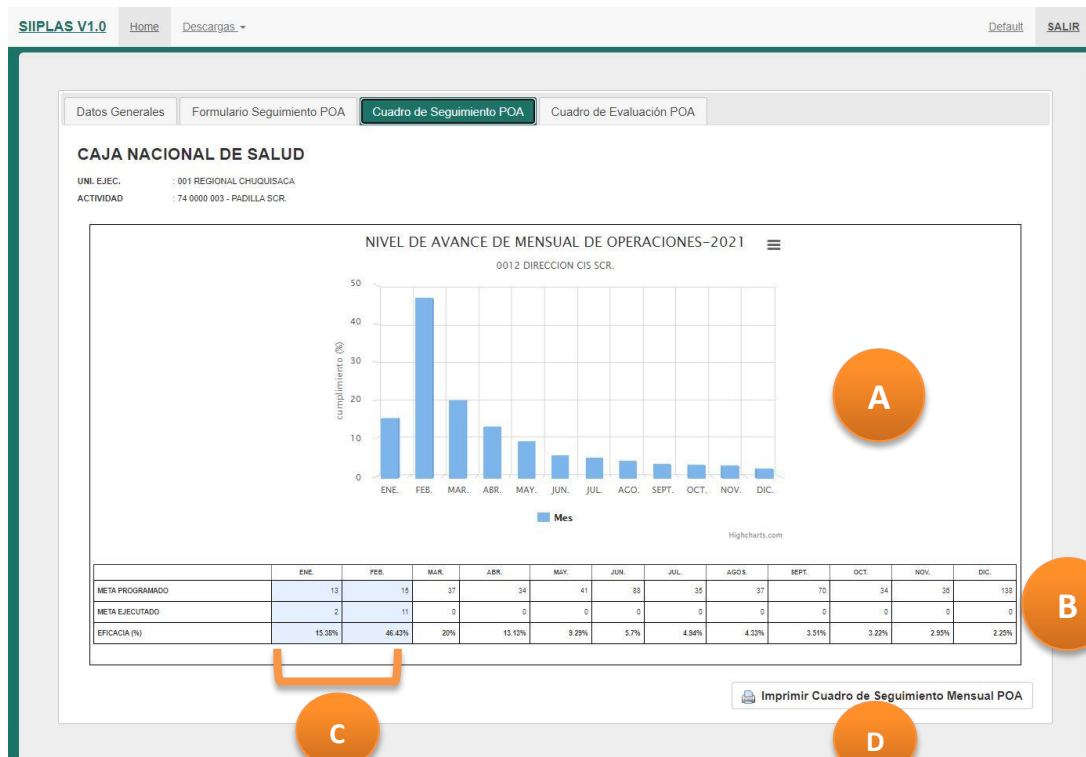 SIIPLAS V1.0 Home Descargas Default SALIR
Datos Generales Formulario Seguimiento POA Cuadro de Seguimiento POA Cuadro de Evaluación POA
CAJA NACIONAL DE SALUD
UNI. EJEC. : 001 REGIONAL CHUQUISACA
ACTIVIDAD : 74 0000 003 - PADILLA SCR.
NIVEL DE AVANCE DE MENSUAL DE OPERACIONES-2021
0012 DIRECCION CIS SCR.
cumplimiento (%)
50
40
30
20
10
0
ENE. FEB. MAR. ABR. MAY. JUN. JUL. AGO. SEPT. OCT. NOV. DIC.
Mes
Highcharts.com
A
ENE. FEB. MAR. ABR. MAY. JUN. JUL. AGOS. SEPT. OCT. NOV. DIC.
META PROGRAMADO 13 15 37 34 41 88 35 37 70 34 36 138
META EJECUTADO 2 11 0 0 0 0 0 0 0 0 0 0
EFICACIA (%) 15.38% 46.43% 20% 13.13% 9.29% 5.7% 4.94% 4.33% 3.51% 3.22% 2.95% 2.25%
B
Imprimir Cuadro de Seguimiento Mensual POA
C
D